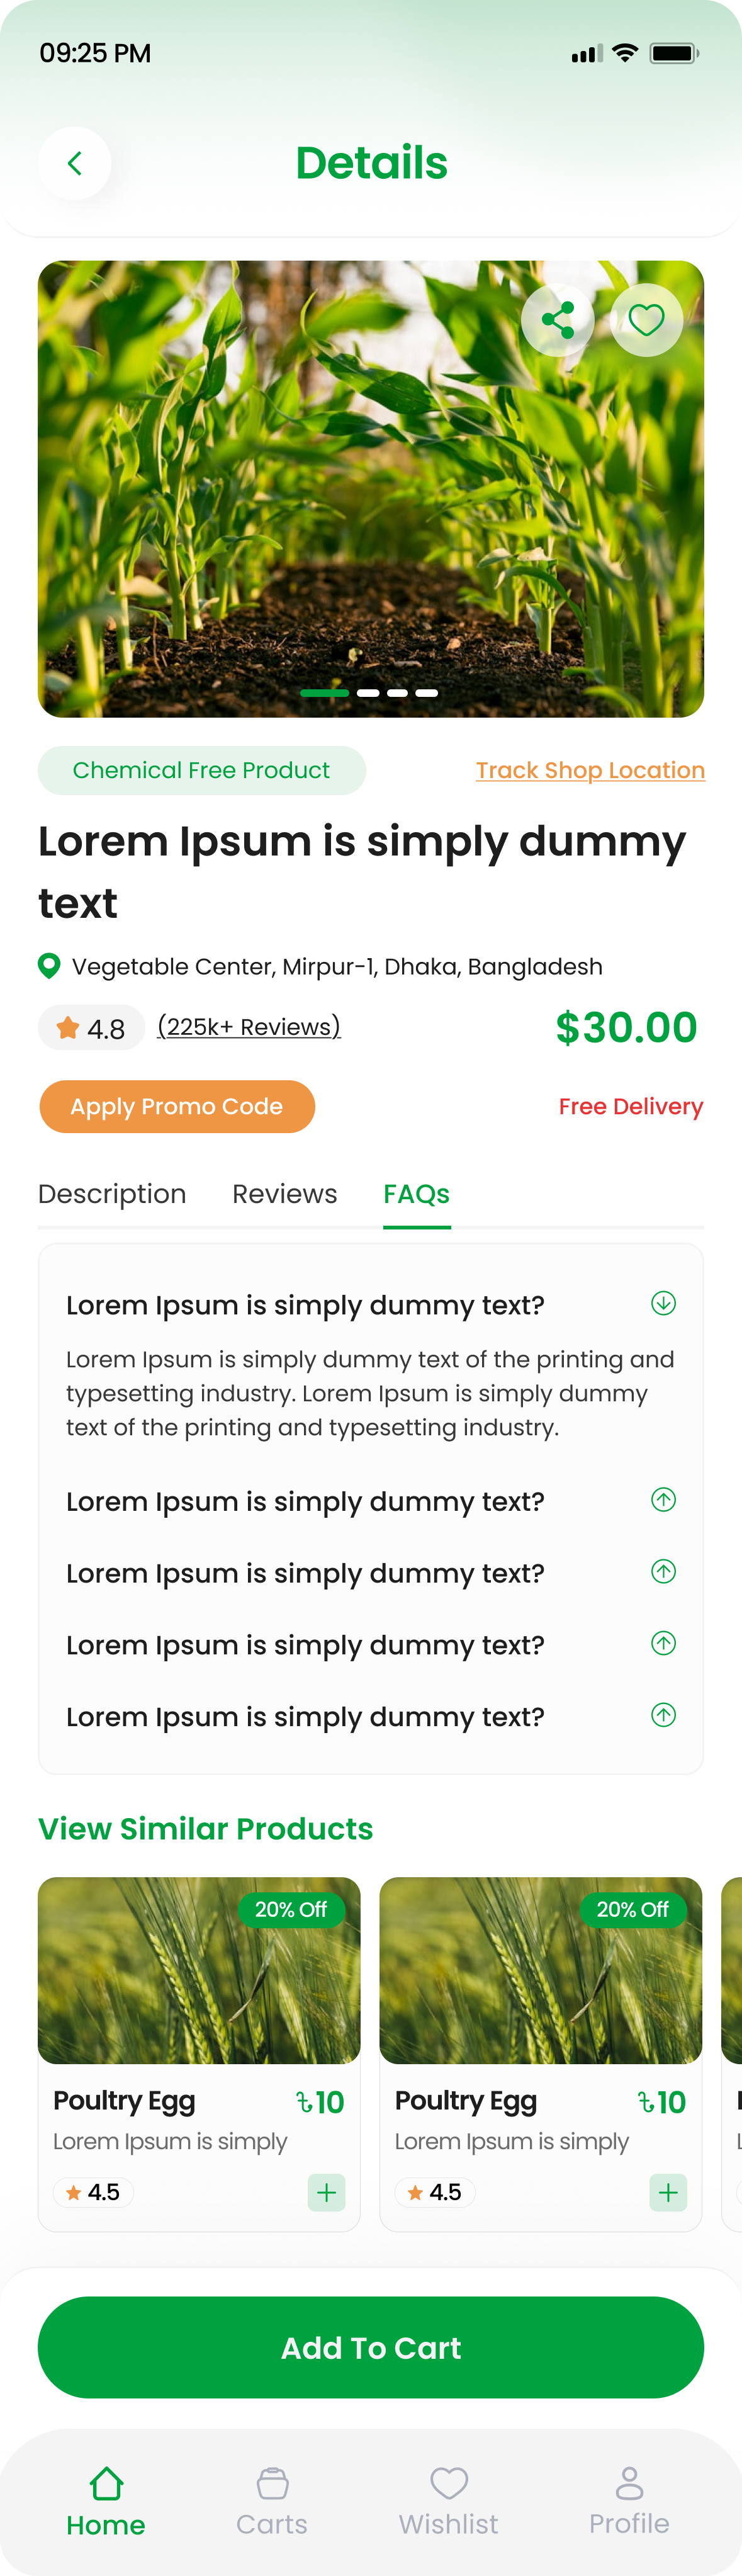 09:25 PM
Details
Chemical Free Product
Track Shop Location
Lorem Ipsum is simply dummy
text
Vegetable Center, Mirpur-1, Dhaka, Bangladesh
4.8 (225k+ Reviews)
$30.00
Apply Promo Code
Free Delivery
Description Reviews FAQs
Lorem Ipsum is simply dummy text?
Lorem Ipsum is simply dummy text of the printing and
typesetting industry. Lorem Ipsum is simply dummy
text of the printing and typesetting industry.
Lorem Ipsum is simply dummy text?
Lorem Ipsum is simply dummy text?
Lorem Ipsum is simply dummy text?
Lorem Ipsum is simply dummy text?
View Similar Products
20% Off
20% Off
Poultry Egg ৳10
Poultry Egg ৳10
Lorem Ipsum is simply
Lorem Ipsum is simply
4.5
4.5
Add To Cart
Home Carts Wishlist Profile